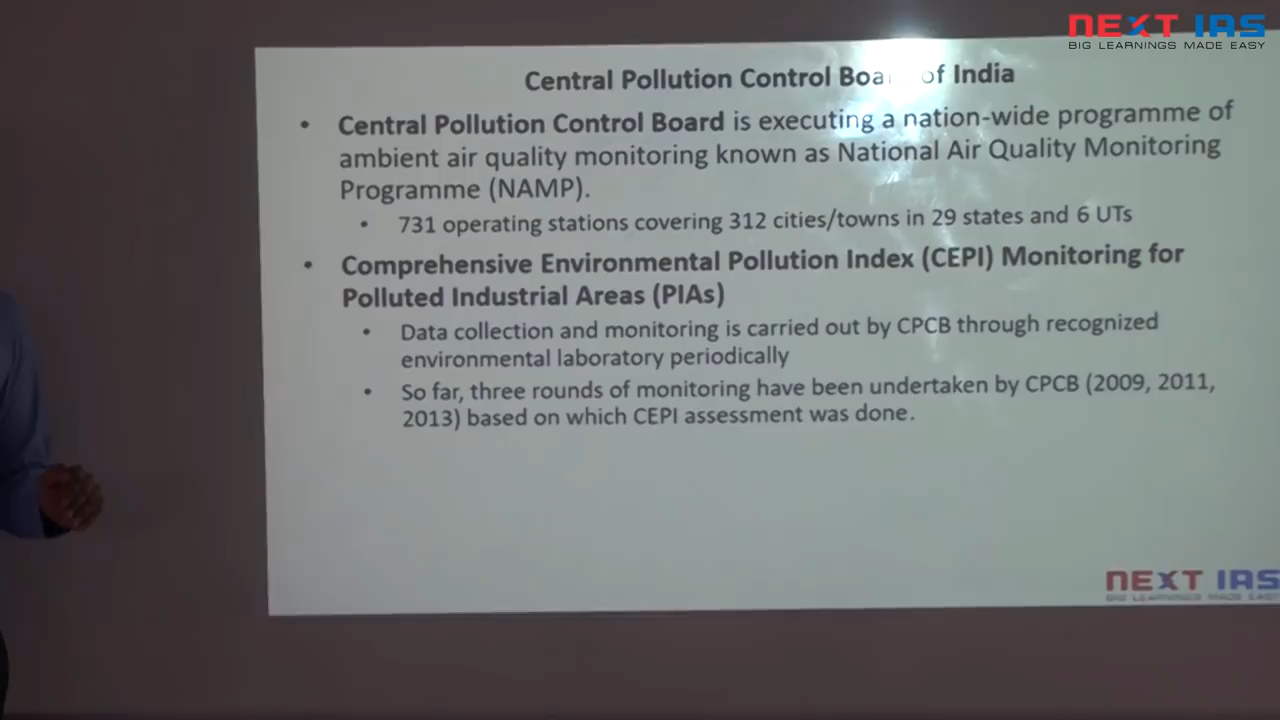 NEXT IAS
BIG LEARNINGS MADE EASY
Central Pollution Control Boa of India
• Central Pollution Control Board is executing a nation-wide programme of
ambient air quality monitoring known as National Air Quality Monitoring
Programme (NAMP).
• 731 operating stations covering 312 cities/towns in 29 states and 6 UTs
• Comprehensive Environmental Pollution Index (CEPI) Monitoring for
Polluted Industrial Areas (PIAs)
• Data collection and monitoring is carried out by CPCB through recognized
environmental laboratory periodically
• So far, three rounds of monitoring have been undertaken by CPCB (2009, 2011,
2013) based on which CEPI assessment was done.
NEXT IAS
BIG LEARNINGS MADE EASY